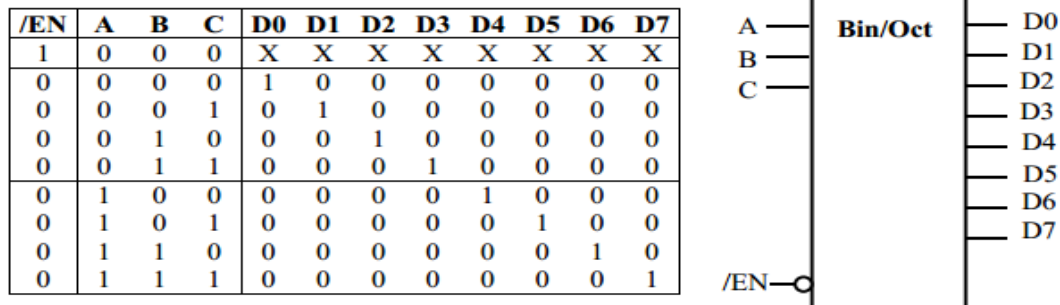 /EN A B C D0 D1 D2 D3 D4 D5 D6 D7
1 0 0 0 X X X X X X X X
0 0 0 0 1 0 0 0 0 0 0 0
0 0 0 1 0 1 0 0 0 0 0 0
0 0 1 0 0 0 1 0 0 0 0 0
0 0 1 1 0 0 0 1 0 0 0 0
0 1 0 0 0 0 0 0 1 0 0 0
0 1 0 1 0 0 0 0 0 1 0 0
0 1 1 0 0 0 0 0 0 0 1 0
0 1 1 1 0 0 0 0 0 0 0 1
A Bin/Oct D0
B D1
C D2
D3
D4
D5
D6
D7
/EN